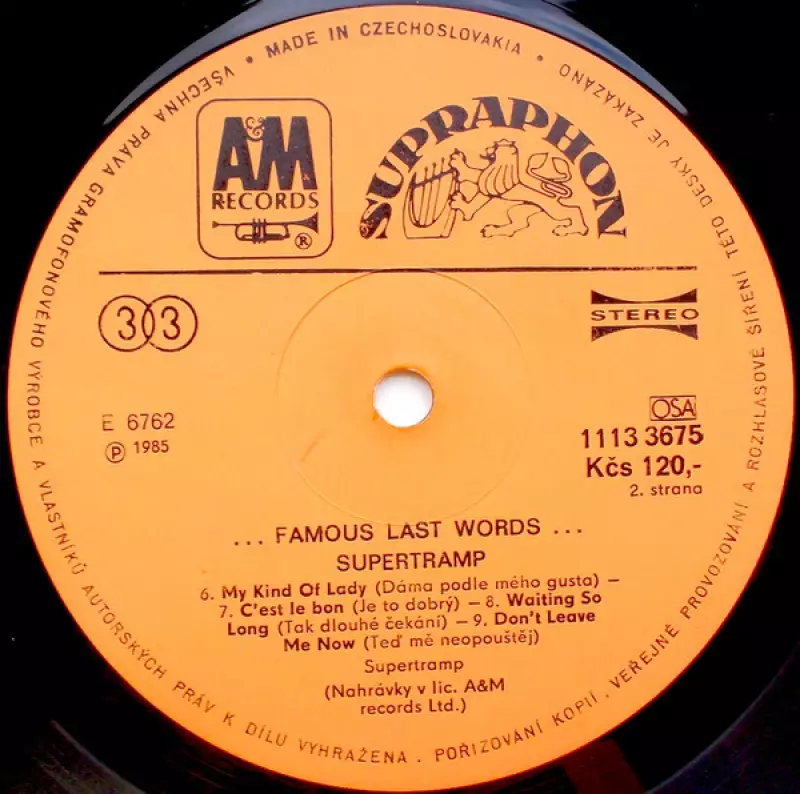 VŠECHNA PRÁVA GRAMOFONOVÉHO VÝROBCE A VLASTNÍKŮ AUTORSKÝCH PRÁV K DÍLU VYHRAŽENA. POŘIZOVÁNÍ KOPIÍ, VEŘEJNÉ PROVOZOVÁNÍ A ROZHLASOVÉ ŠÍŘENÍ TÉTO DESKY JE ZAKÁZÁNO • MADE IN CZECHOSLOVAKIA •
A&M
RECORDS
®
SUPRAPHON
33
STEREO
E 6762
Ⓟ 1985
OSA
1113 3675
Kčs 120,-
2. strana
... FAMOUS LAST WORDS ...
SUPERTRAMP
6. My Kind Of Lady (Dáma podle mého gusta) –
7. C'est le bon (Je to dobrý) – 8. Waiting So
Long (Tak dlouhé čekání) – 9. Don't Leave
Me Now (Teď mě neopouštěj)
Supertramp
(Nahrávky v lic. A&M
records Ltd.)